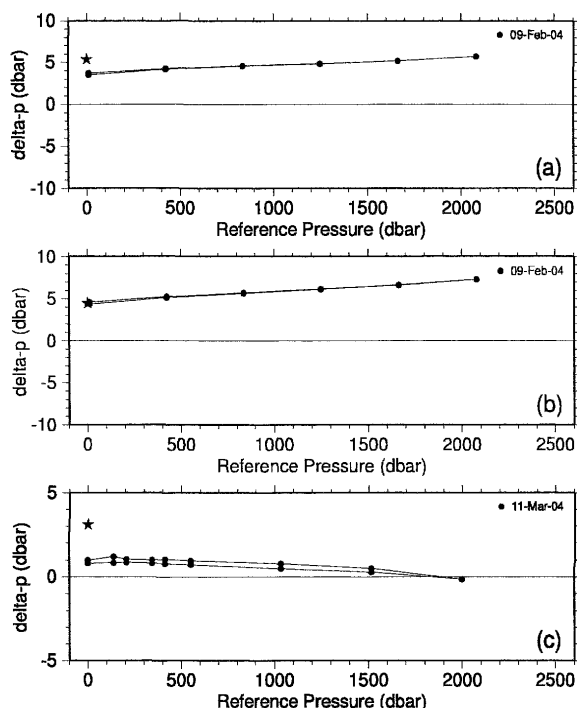 10
09-Feb-04
5
0
-5
-10
delta-p (dbar)
(a)
0 500 1000 1500 2000 2500
Reference Pressure (dbar)
10
09-Feb-04
5
0
-5
-10
delta-p (dbar)
(b)
0 500 1000 1500 2000 2500
Reference Pressure (dbar)
5
11-Mar-04
0
-5
delta-p (dbar)
(c)
0 500 1000 1500 2000 2500
Reference Pressure (dbar)